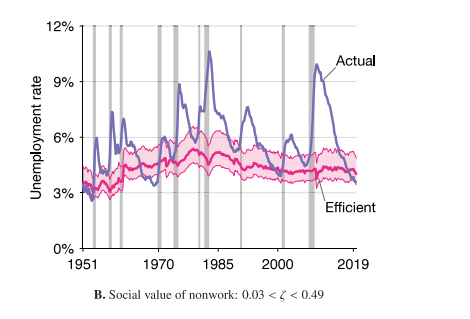 12%
Actual
9%
Unemployment rate
6%
3%
Efficient
0%
1951 1970 1985 2000 2019
B. Social value of nonwork: 0.03 < ζ < 0.49